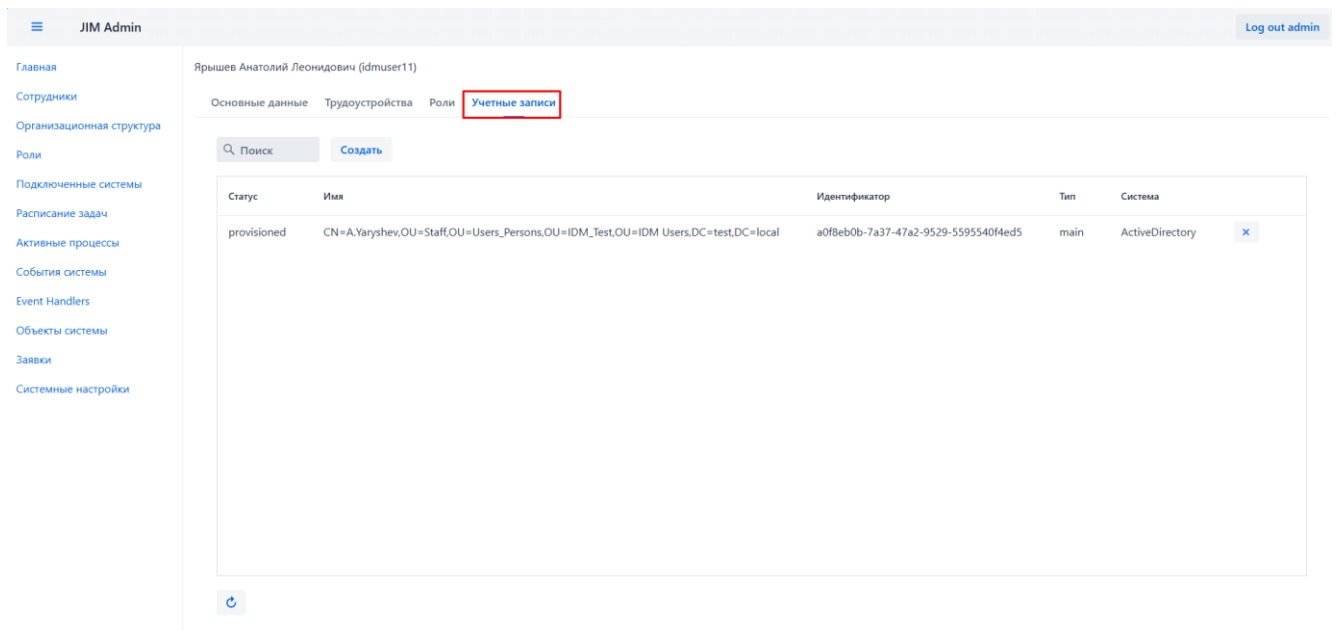 JIM Admin
Log out admin
Главная
Сотрудники
Организационная структура
Роли
Подключенные системы
Расписание задач
Активные процессы
События системы
Event Handlers
Объекты системы
Заявки
Системные настройки
Ярышев Анатолий Леонидович (idmuser11)
Основные данные Трудоустройства Роли Учетные записи
Поиск Создать
Статус Имя Идентификатор Тип Система
provisioned CN=A.Yaryshev,OU=Staff,OU=Users_Persons,OU=IDM_Test,OU=IDM Users,DC=test,DC=local a0f8eb0b-7a37-47a2-9529-5595540f4ed5 main ActiveDirectory